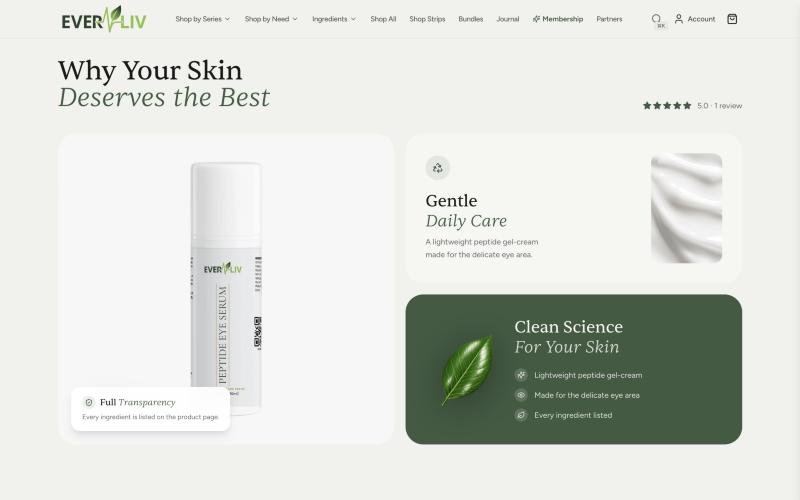 EVERLIV
Shop by Series
Shop by Need
Ingredients
Shop All
Shop Strips
Bundles
Journal
Membership
Partners
⌘K
Account
Why Your Skin
Deserves the Best
5.0 · 1 review
EVERLIV
PEPTIDE EYE SERUM
Full Transparency
Every ingredient is listed on the product page.
Gentle
Daily Care
A lightweight peptide gel-cream
made for the delicate eye area.
Clean Science
For Your Skin
Lightweight peptide gel-cream
Made for the delicate eye area
Every ingredient listed